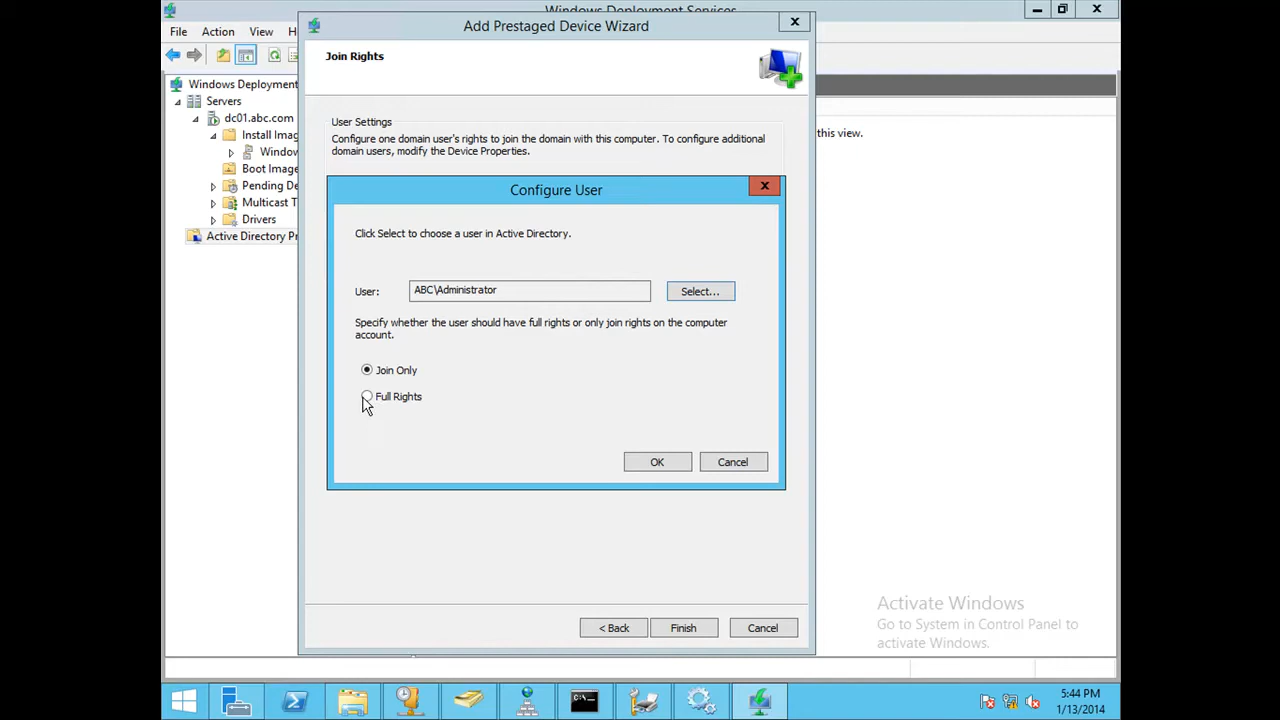 Windows Deployment Services
Add Prestaged Device Wizard
File
Action
View
H
Join Rights
Windows Deployment
Servers
dc01.abc.com
Install Imag
Window
Boot Image
Pending De
Multicast T
Drivers
Active Directory Pr
this view.
User Settings
Configure one domain user's rights to join the domain with this computer. To configure additional
domain users, modify the Device Properties.
Configure User
Click Select to choose a user in Active Directory.
User:
ABC\Administrator
Select...
Specify whether the user should have full rights or only join rights on the computer
account.
Join Only
Full Rights
OK
Cancel
< Back
Finish
Cancel
Activate Windows
Go to System in Control Panel to
activate Windows.
5:44 PM
1/13/2014